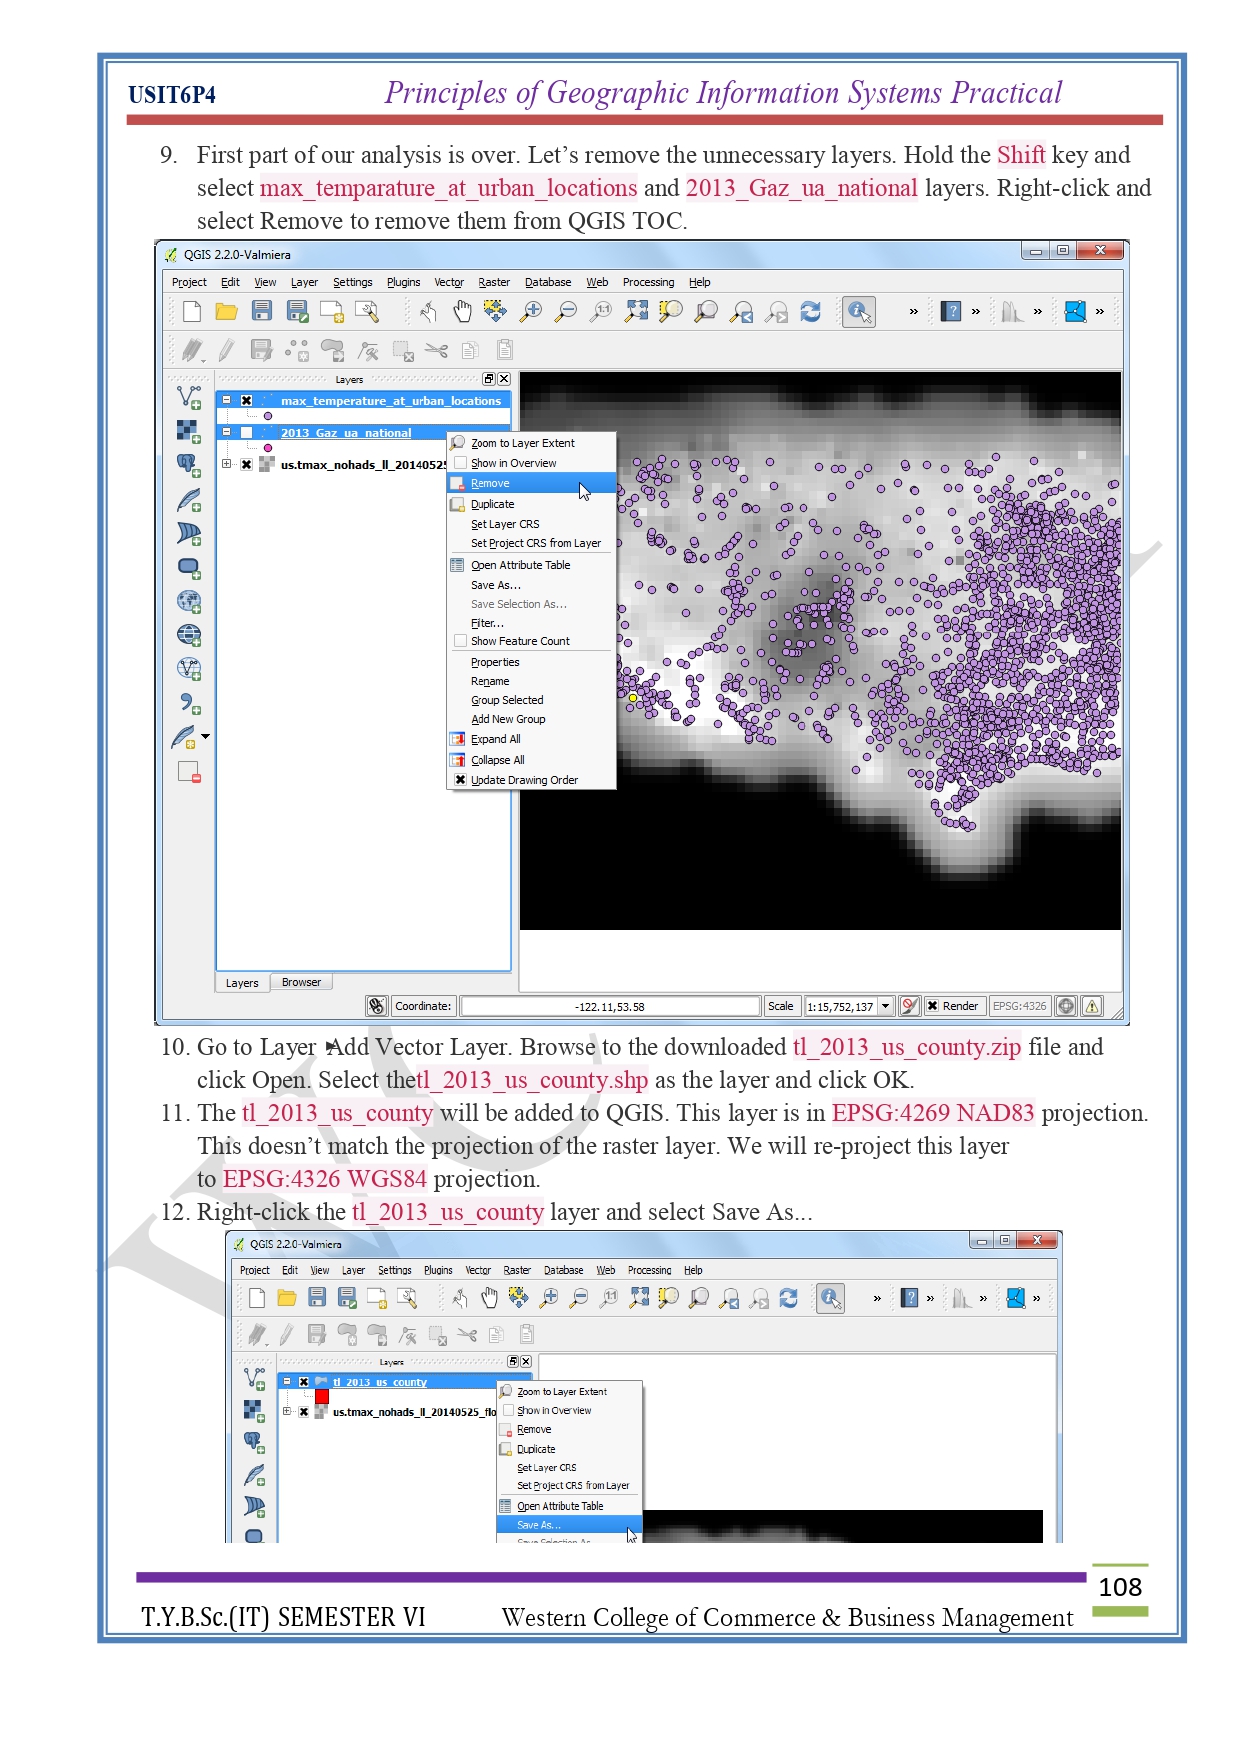 USIT6P4 Principles of Geographic Information Systems Practical
9. First part of our analysis is over. Let’s remove the unnecessary layers. Hold the Shift key and
select max_temparature_at_urban_locations and 2013_Gaz_ua_national layers. Right-click and
select Remove to remove them from QGIS TOC.
QGIS 2.2.0-Valmiera
Project Edit View Layer Settings Plugins Vector Raster Database Web Processing Help
Layers
max_temperature_at_urban_locations
2013_Gaz_ua_national
us.tmax_nohads_ll_20140525
Zoom to Layer Extent
Show in Overview
Remove
Duplicate
Set Layer CRS
Set Project CRS from Layer
Open Attribute Table
Save As...
Save Selection As...
Filter...
Show Feature Count
Properties
Rename
Group Selected
Add New Group
Expand All
Collapse All
Update Drawing Order
Layers Browser
Coordinate: -122.11,53.58 Scale 1:15,752,137 Render EPSG:4326
10. Go to Layer ‣ Add Vector Layer. Browse to the downloaded tl_2013_us_county.zip file and
click Open. Select thetl_2013_us_county.shp as the layer and click OK.
11. The tl_2013_us_county will be added to QGIS. This layer is in EPSG:4269 NAD83 projection.
This doesn’t match the projection of the raster layer. We will re-project this layer
to EPSG:4326 WGS84 projection.
12. Right-click the tl_2013_us_county layer and select Save As...
QGIS 2.2.0-Valmiera
Project Edit View Layer Settings Plugins Vector Raster Database Web Processing Help
Layers
tl_2013_us_county
us.tmax_nohads_ll_20140525_flo
Zoom to Layer Extent
Show in Overview
Remove
Duplicate
Set Layer CRS
Set Project CRS from Layer
Open Attribute Table
Save As...
Save Selection As...
108
T.Y.B.Sc.(IT) SEMESTER VI Western College of Commerce & Business Management